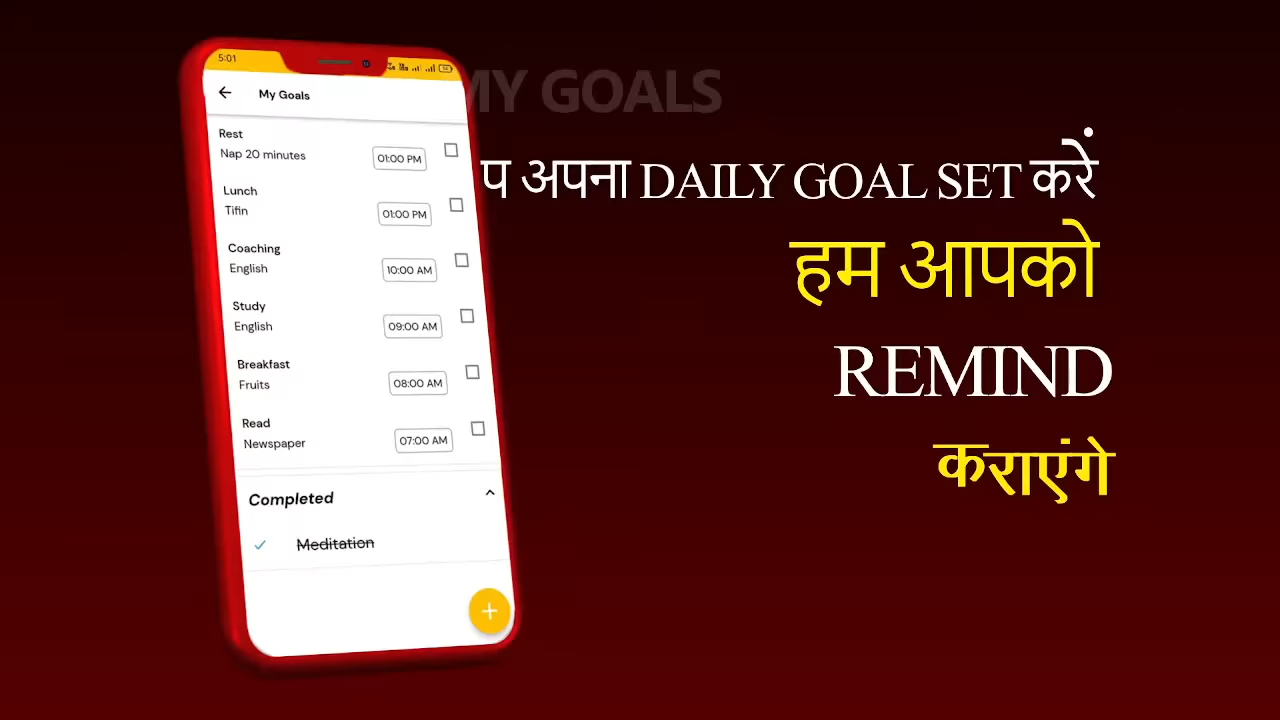 5:01
My Goals
MY GOALS
Rest
Nap 20 minutes
01:00 PM
Lunch
Tifin
01:00 PM
Coaching
English
10:00 AM
Study
English
09:00 AM
Breakfast
Fruits
08:00 AM
Read
Newspaper
07:00 AM
Completed
Meditation
प अपना DAILY GOAL SET करें
हम आपको
REMIND
कराएंगे